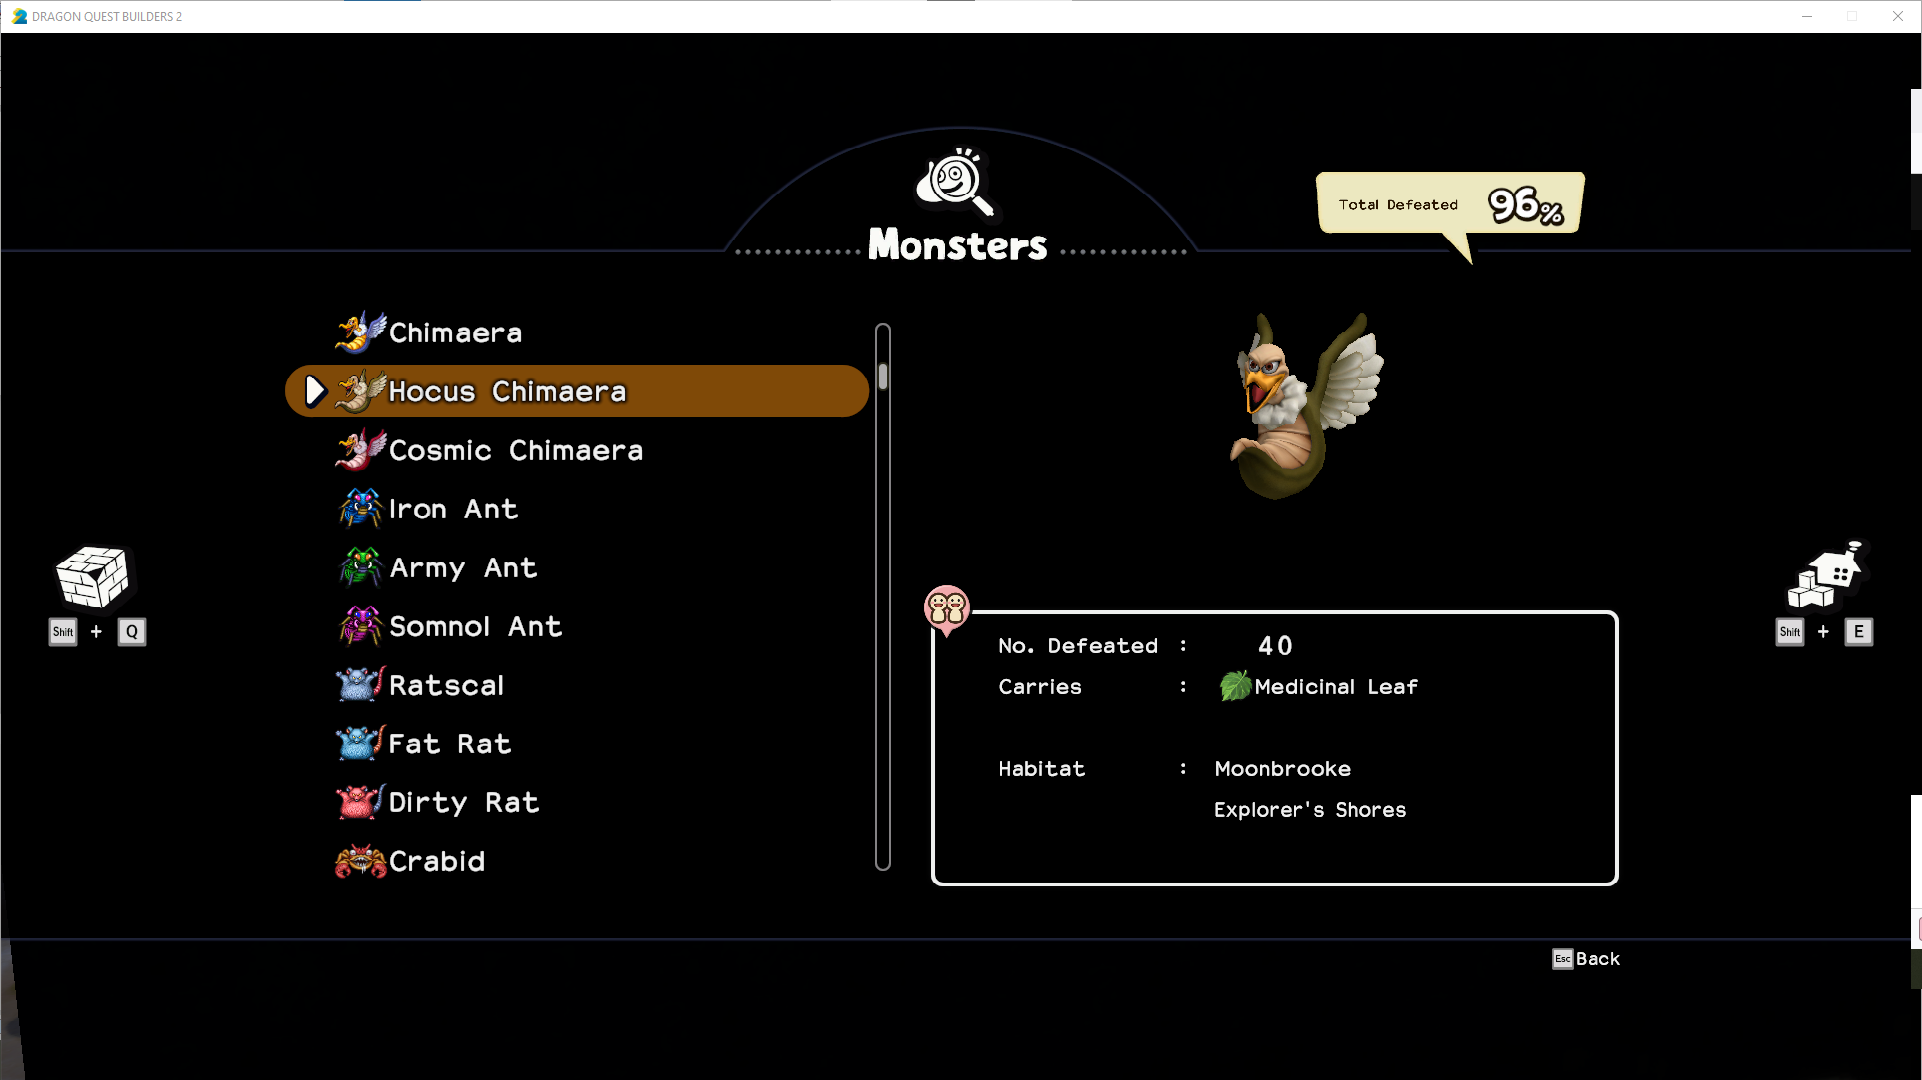 DRAGON QUEST BUILDERS 2
Total Defeated 96%
Monsters
Chimaera
Hocus Chimaera
Cosmic Chimaera
Iron Ant
Army Ant
Somnol Ant
Ratscal
Fat Rat
Dirty Rat
Crabid
Shift + Q
Shift + E
No. Defeated : 40
Carries : Medicinal Leaf
Habitat : Moonbrooke
Explorer's Shores
Esc Back